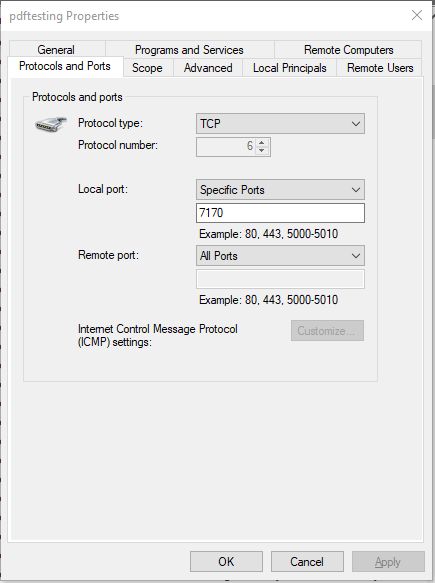 pdftesting Properties
General
Programs and Services
Remote Computers
Protocols and Ports
Scope
Advanced
Local Principals
Remote Users
Protocols and ports
Protocol type:
TCP
Protocol number:
6
Local port:
Specific Ports
7170
Example: 80, 443, 5000-5010
Remote port:
All Ports
Example: 80, 443, 5000-5010
Internet Control Message Protocol
(ICMP) settings:
Customize...
OK
Cancel
Apply